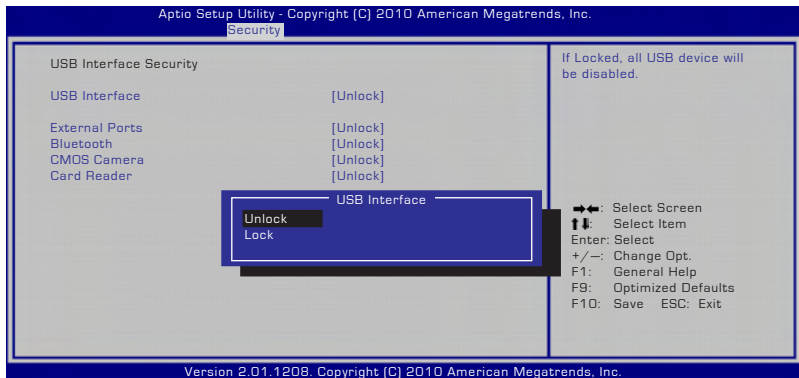 Aptio Setup Utility - Copyright (C) 2010 American Megatrends, Inc.
Security
USB Interface Security
USB Interface [Unlock]
External Ports [Unlock]
Bluetooth [Unlock]
CMOS Camera [Unlock]
Card Reader [Unlock]
USB Interface
Unlock
Lock
If Locked, all USB device will
be disabled.
→←: Select Screen
↑↓: Select Item
Enter: Select
+/—: Change Opt.
F1: General Help
F9: Optimized Defaults
F10: Save ESC: Exit
Version 2.01.1208. Copyright (C) 2010 American Megatrends, Inc.